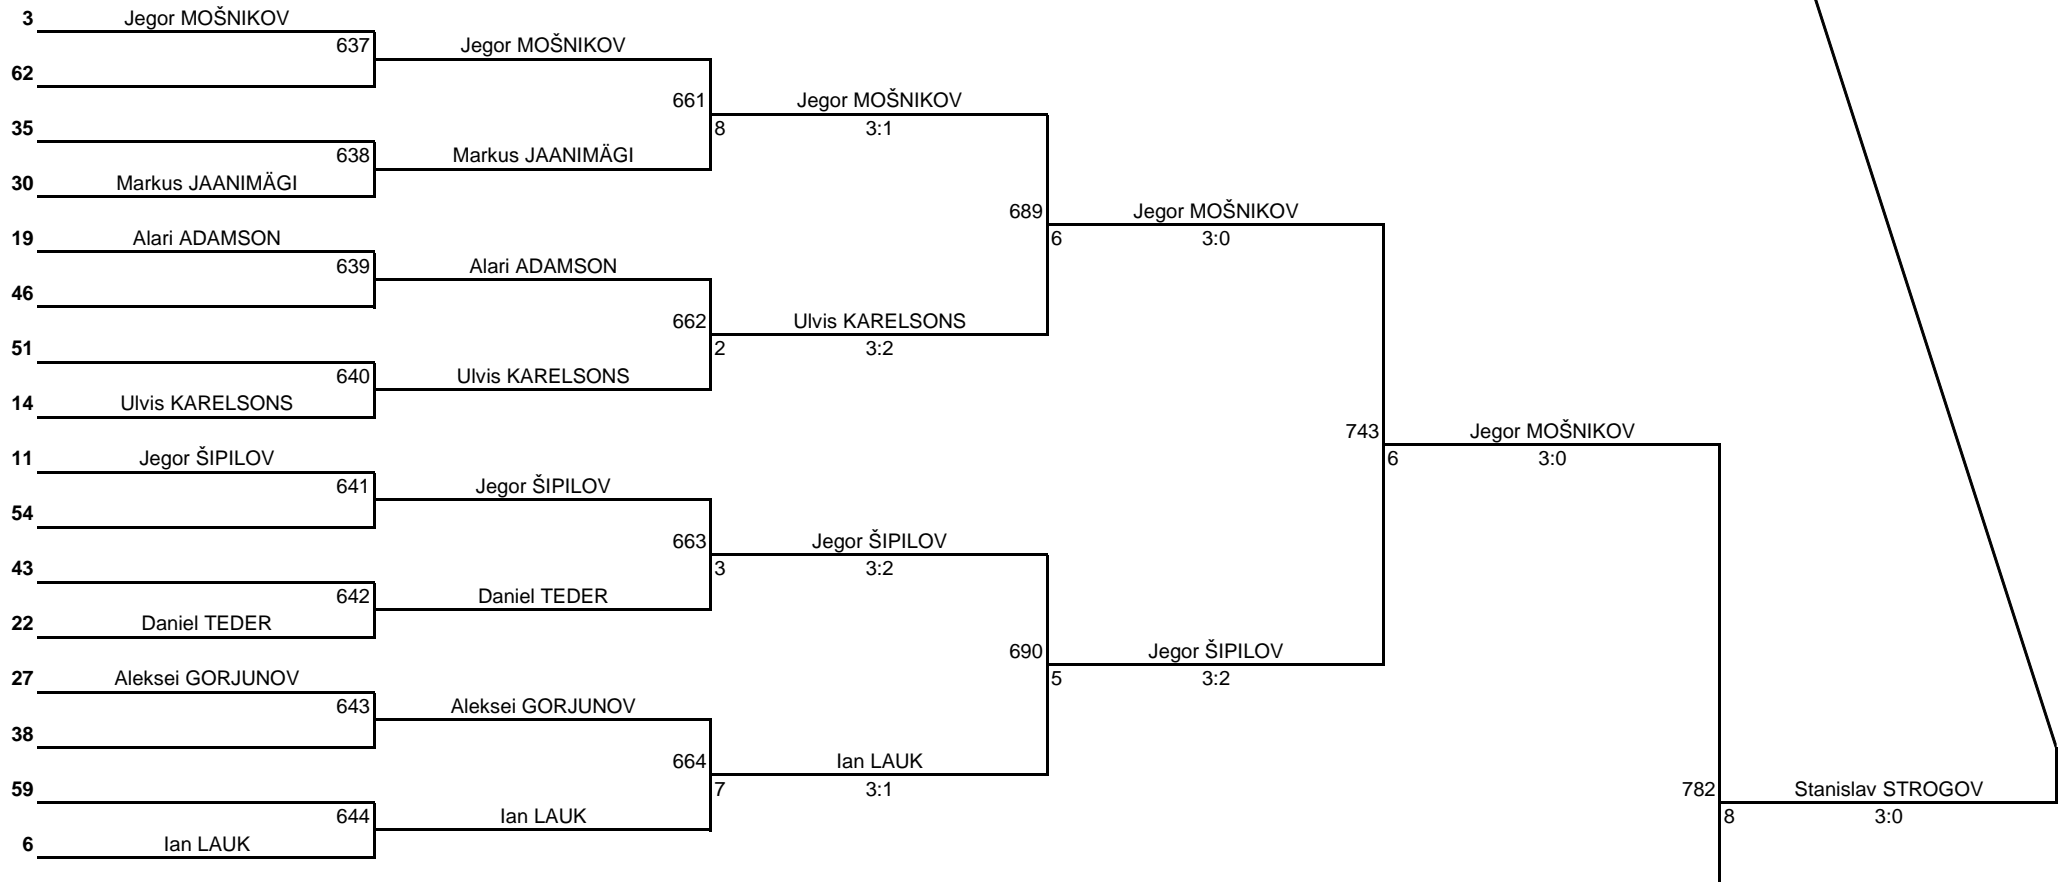 3 Jegor MOŠNIKOV
637 Jegor MOŠNIKOV
62
661 Jegor MOŠNIKOV
35
8 3:1
638 Markus JAANIMÄGI
30 Markus JAANIMÄGI
689 Jegor MOŠNIKOV
19 Alari ADAMSON
6 3:0
639 Alari ADAMSON
46
662 Ulvis KARELSONS
51
2 3:2
640 Ulvis KARELSONS
14 Ulvis KARELSONS
743 Jegor MOŠNIKOV
11 Jegor ŠIPILOV
6 3:0
641 Jegor ŠIPILOV
54
663 Jegor ŠIPILOV
43
3 3:2
642 Daniel TEDER
22 Daniel TEDER
690 Jegor ŠIPILOV
27 Aleksei GORJUNOV
5 3:2
643 Aleksei GORJUNOV
38
664 Ian LAUK
59
7 3:1
782 Stanislav STROGOV
644 Ian LAUK
8 3:0
6 Ian LAUK